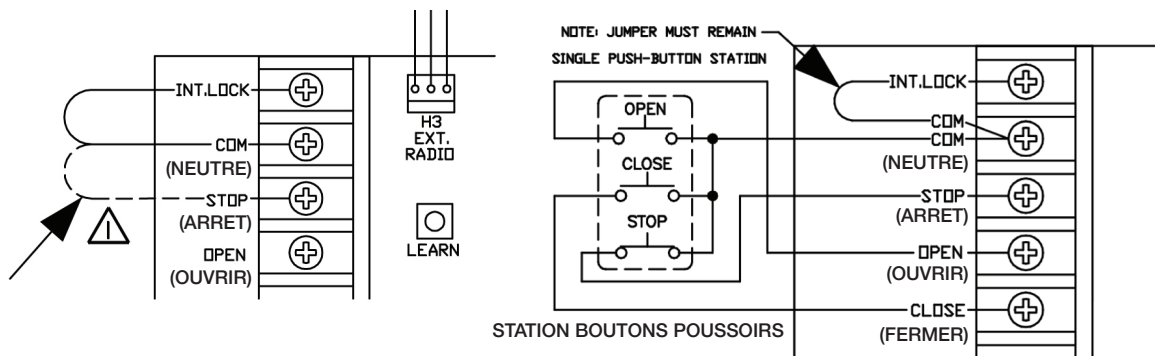 INT.LOCK
COM
(NEUTRE)
STOP
(ARRET)
OPEN
(OUVRIR)
H3
EXT.
RADIO
LEARN
NOTE: JUMPER MUST REMAIN
SINGLE PUSH-BUTTON STATION
OPEN
CLOSE
STOP
STATION BOUTONS POUSSOIRS
INT.LOCK
COM
COM
(NEUTRE)
STOP
(ARRET)
OPEN
(OUVRIR)
CLOSE
(FERMER)